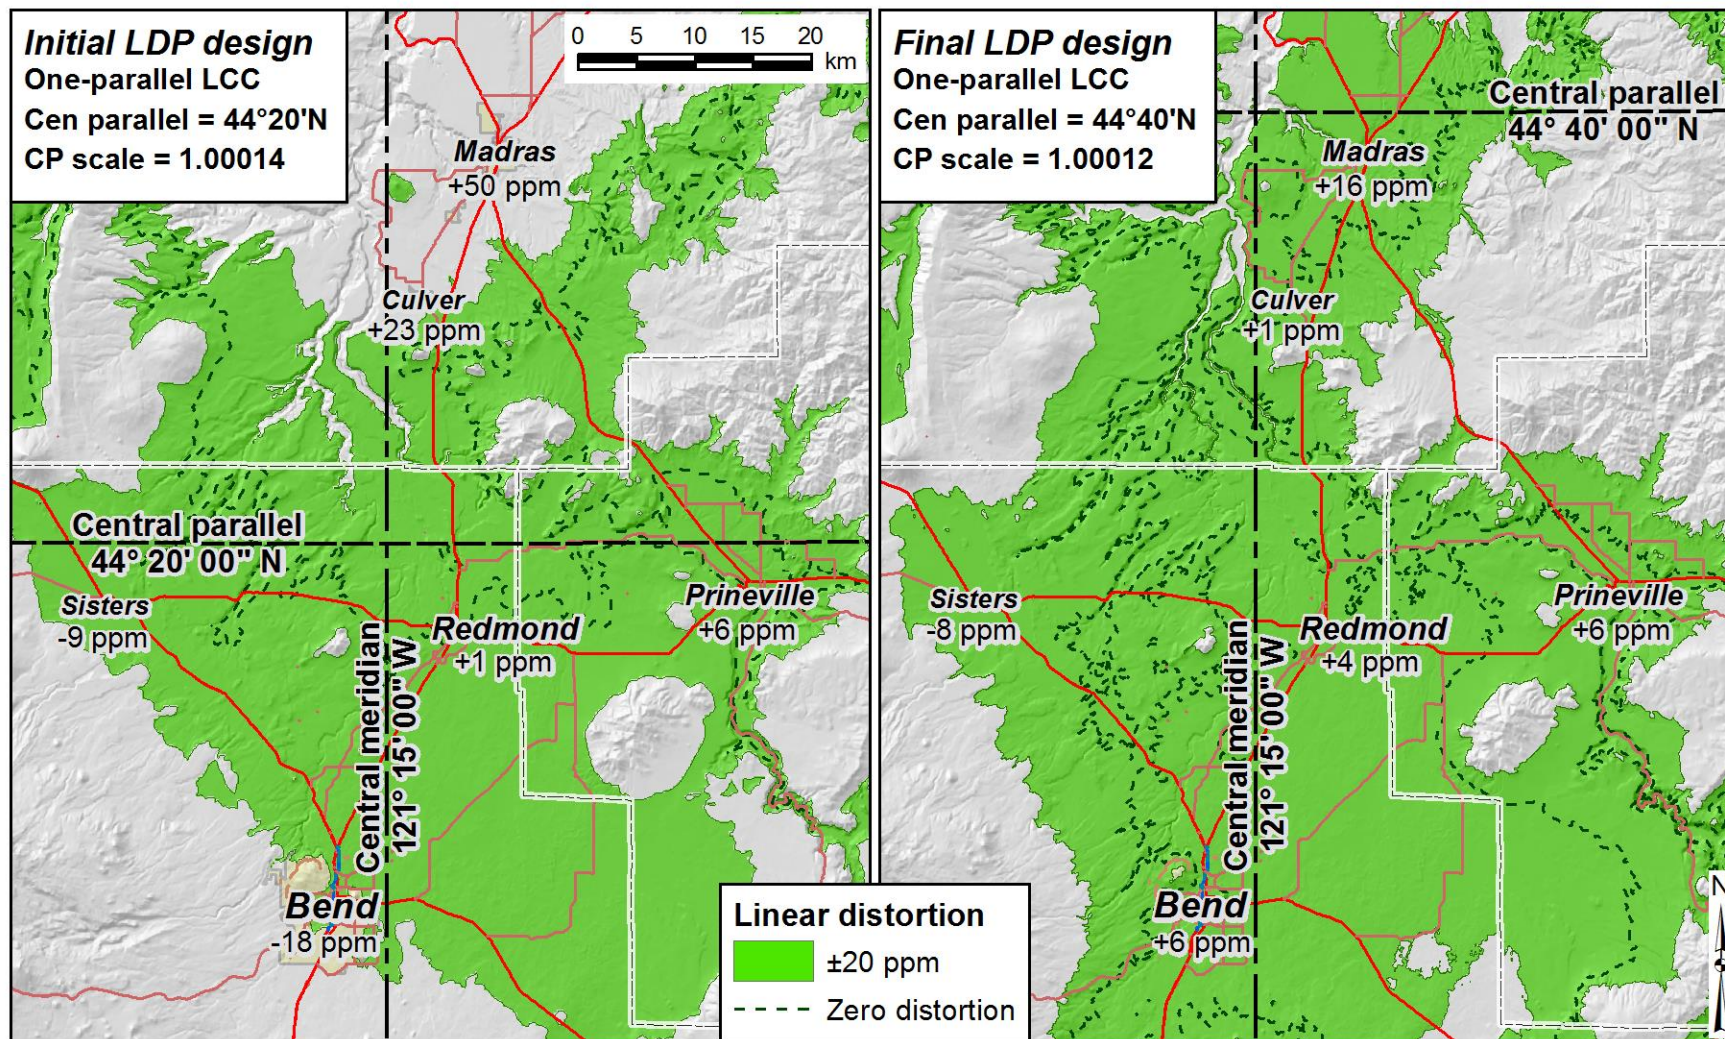 Initial LDP design
One-parallel LCC
Cen parallel = 44°20'N
CP scale = 1.00014
0 5 10 15 20
km
Madras
+50 ppm
Culver
+23 ppm
Central parallel
44° 20' 00" N
Sisters
-9 ppm
Redmond
+1 ppm
Prineville
+6 ppm
Central meridian
121° 15' 00" W
Bend
-18 ppm
Final LDP design
One-parallel LCC
Cen parallel = 44°40'N
CP scale = 1.00012
Central parallel
44° 40' 00" N
Madras
+16 ppm
Culver
+1 ppm
Sisters
-8 ppm
Redmond
+4 ppm
Prineville
+6 ppm
Central meridian
121° 15' 00" W
Bend
+6 ppm
Linear distortion
±20 ppm
Zero distortion
N